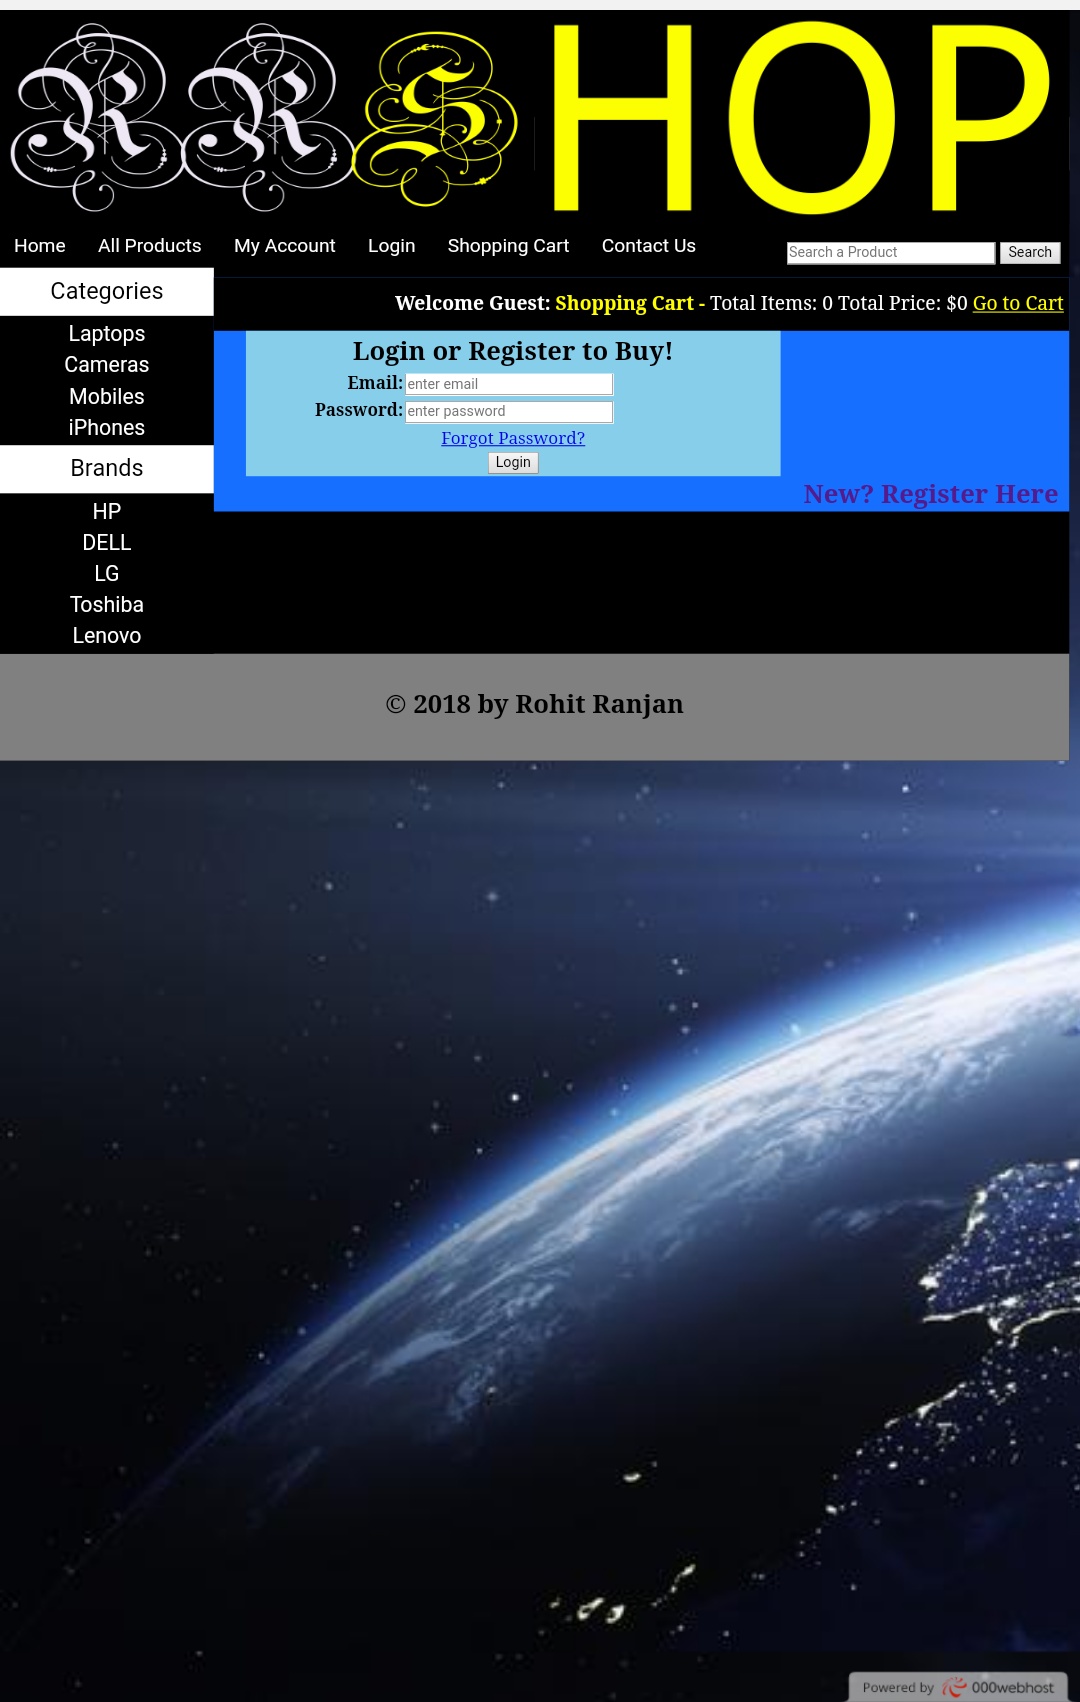 RRSHOP
Home All Products My Account Login Shopping Cart Contact Us Search a Product Search
Categories
Laptops
Cameras
Mobiles
iPhones
Brands
HP
DELL
LG
Toshiba
Lenovo
Welcome Guest: Shopping Cart - Total Items: 0 Total Price: $0 Go to Cart
Login or Register to Buy!
Email: enter email
Password: enter password
Forgot Password?
Login
New? Register Here
© 2018 by Rohit Ranjan
Powered by 000webhost